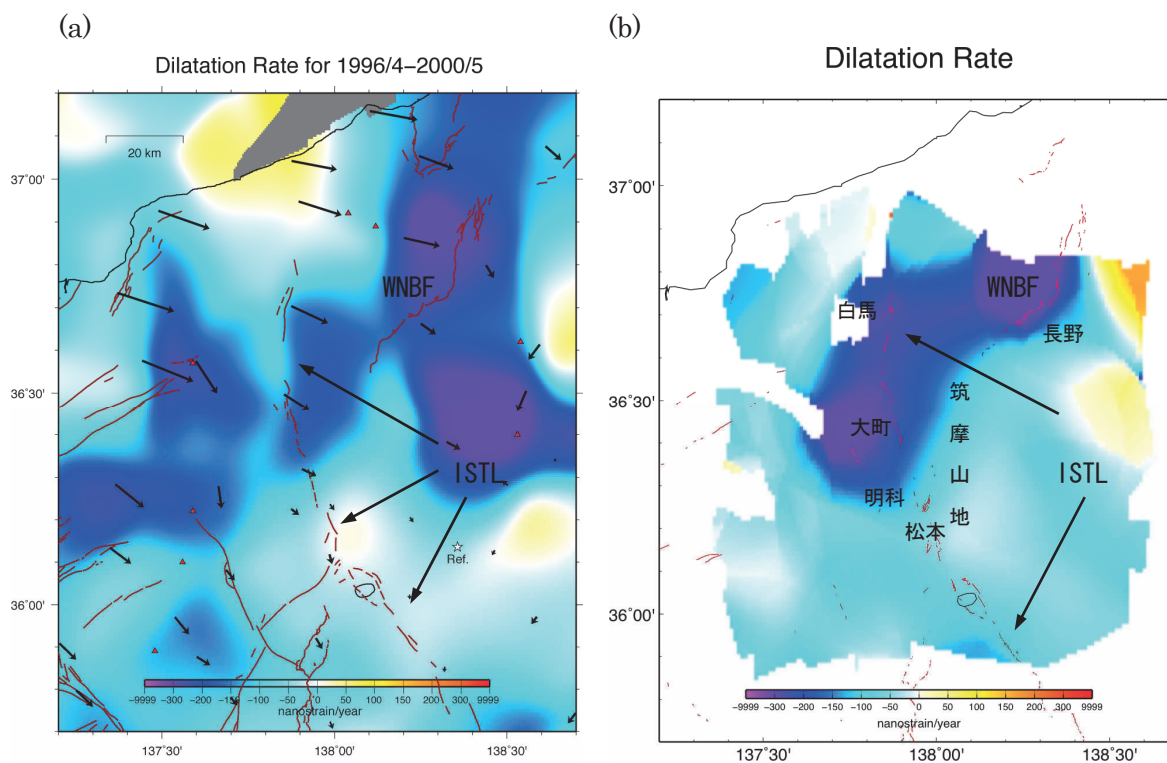 (a)
Dilatation Rate for 1996/4−2000/5
20 km
37˚00'
36˚30'
36˚00'
WNBF
ISTL
Ref.
−9999 −300 −200 −150 −100 −50 −0 50 100 150 200 300 9999
nanostrain/year
137˚30' 138˚00' 138˚30'
(b)
Dilatation Rate
37˚00'
36˚30'
36˚00'
WNBF
白馬
長野
筑摩山地
大町
明科
松本
ISTL
−9999 −300 −200 −150 −100 −50 −0 50 100 150 200 300 9999
nanostrain/year
137˚30' 138˚00' 138˚30'